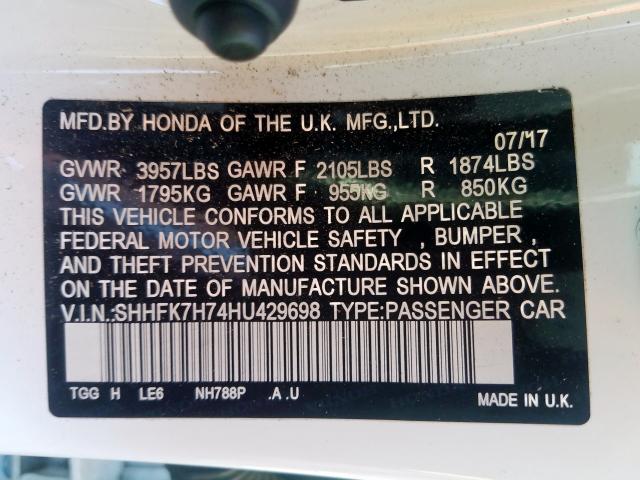 MFD.BY HONDA OF THE U.K. MFG.,LTD.
07/17
GVWR 3957LBS GAWR F 2105LBS R 1874LBS
GVWR 1795KG GAWR F 955KG R 850KG
THIS VEHICLE CONFORMS TO ALL APPLICABLE
FEDERAL MOTOR VEHICLE SAFETY , BUMPER ,
AND THEFT PREVENTION STANDARDS IN EFFECT
ON THE DATE OF MANUFACTURE SHOWN ABOVE.
V.I.N.:SHHFK7H74HU429698 TYPE:PASSENGER CAR
TGG H LE6 NH788P .A .U
MADE IN U.K.